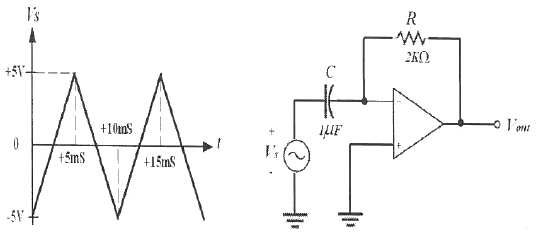 Vs
+5V
0
-5V
+10mS
+5mS
+15mS
t
R
2KΩ
C
1µF
+
Vs
-
-
+
Vout